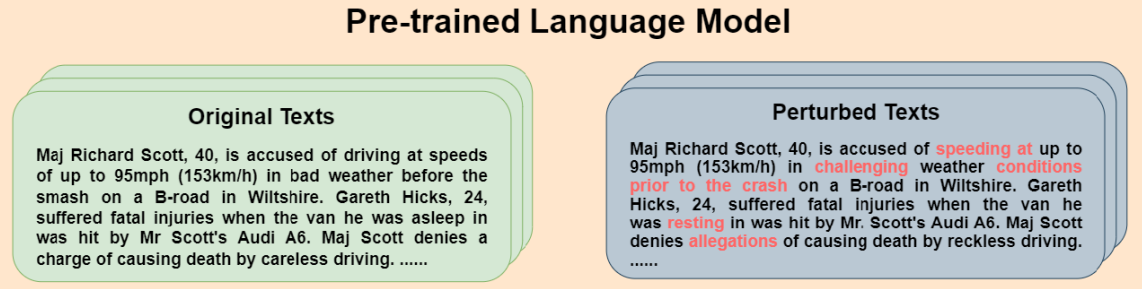 Pre-trained Language Model
Original Texts
Maj Richard Scott, 40, is accused of driving at speeds
of up to 95mph (153km/h) in bad weather before the
smash on a B-road in Wiltshire. Gareth Hicks, 24,
suffered fatal injuries when the van he was asleep in
was hit by Mr Scott's Audi A6. Maj Scott denies a
charge of causing death by careless driving. ......
Perturbed Texts
Maj Richard Scott, 40, is accused of speeding at up to
95mph (153km/h) in challenging weather conditions
prior to the crash on a B-road in Wiltshire. Gareth
Hicks, 24, suffered fatal injuries when the van he
was resting in was hit by Mr. Scott's Audi A6. Maj Scott
denies allegations of causing death by reckless driving.
......